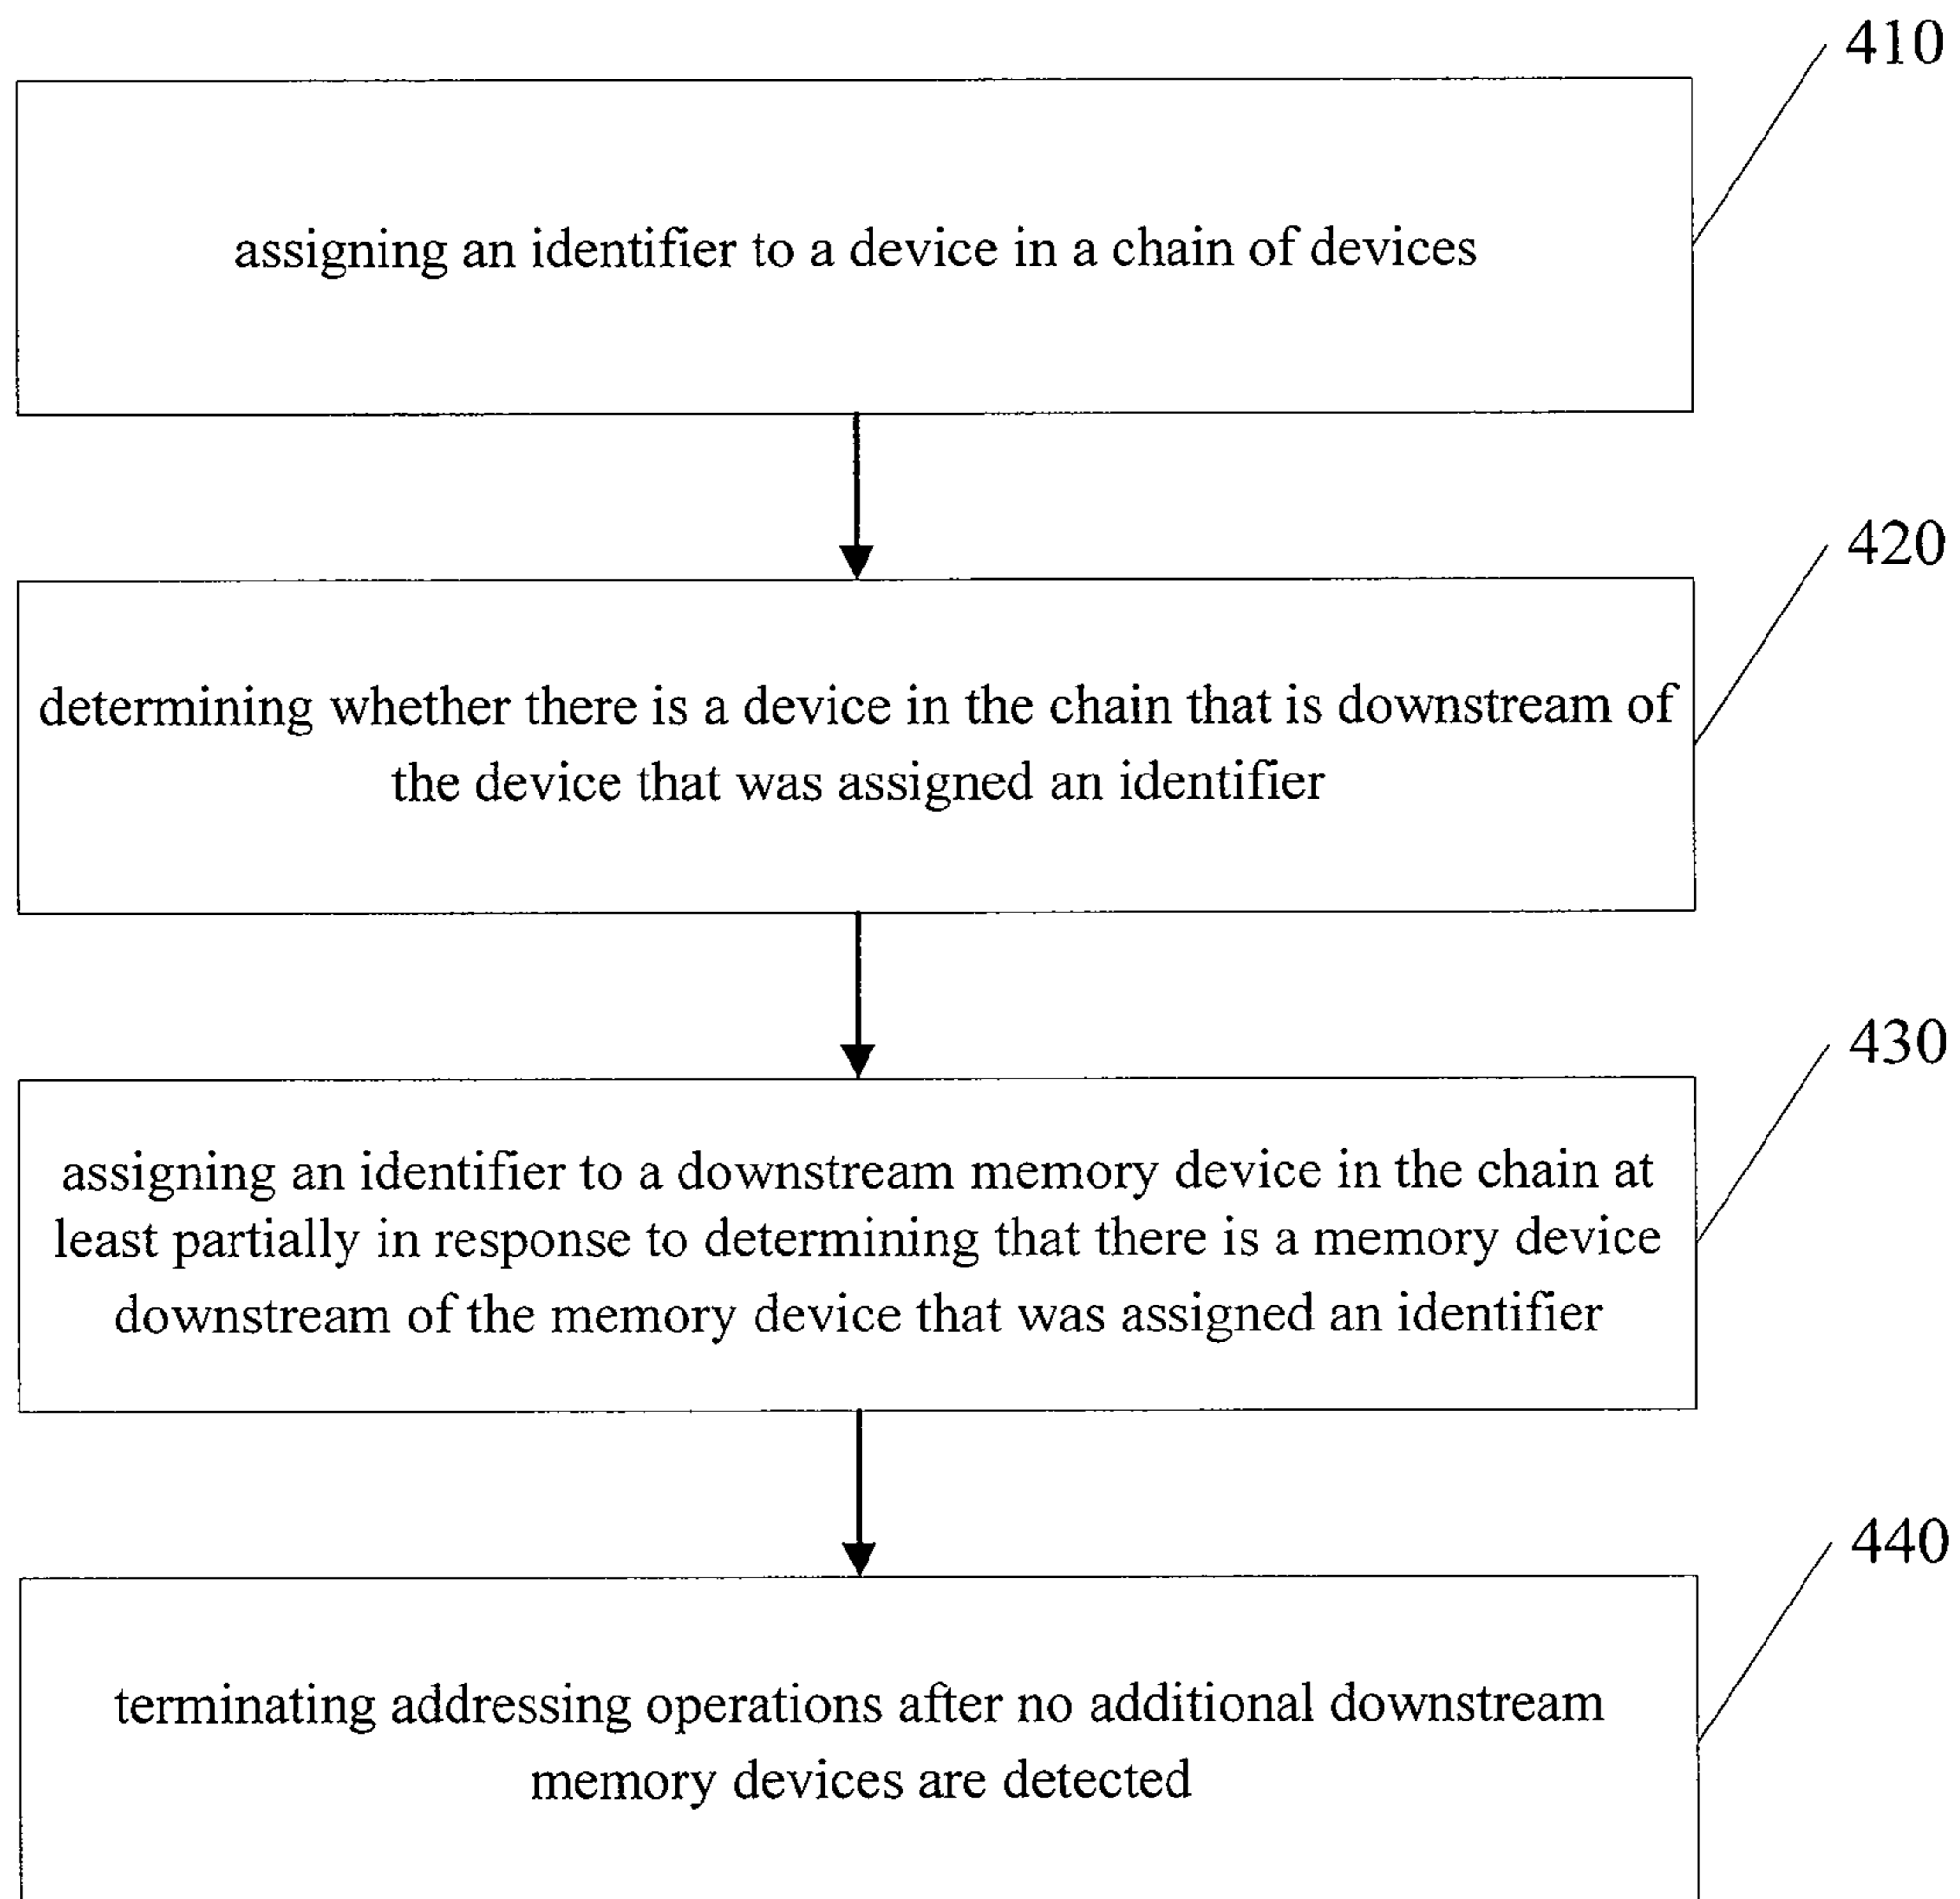 410
assigning an identifier to a device in a chain of devices
420
determining whether there is a device in the chain that is downstream of
the device that was assigned an identifier
430
assigning an identifier to a downstream memory device in the chain at
least partially in response to determining that there is a memory device
downstream of the memory device that was assigned an identifier
440
terminating addressing operations after no additional downstream
memory devices are detected